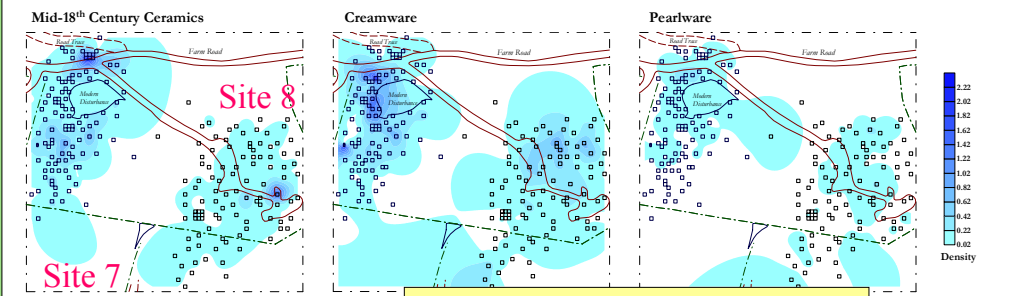 Mid-18th Century Ceramics
Creamware
Pearlware
Road Trace
Farm Road
Road Trace
Farm Road
Road Trace
Farm Road
Site 8
Modern
Disturbance
Modern
Disturbance
Modern
Disturbance
2.22
2.02
1.82
1.62
1.42
1.22
1.02
0.82
0.62
0.42
0.22
0.02
Density
Site 7